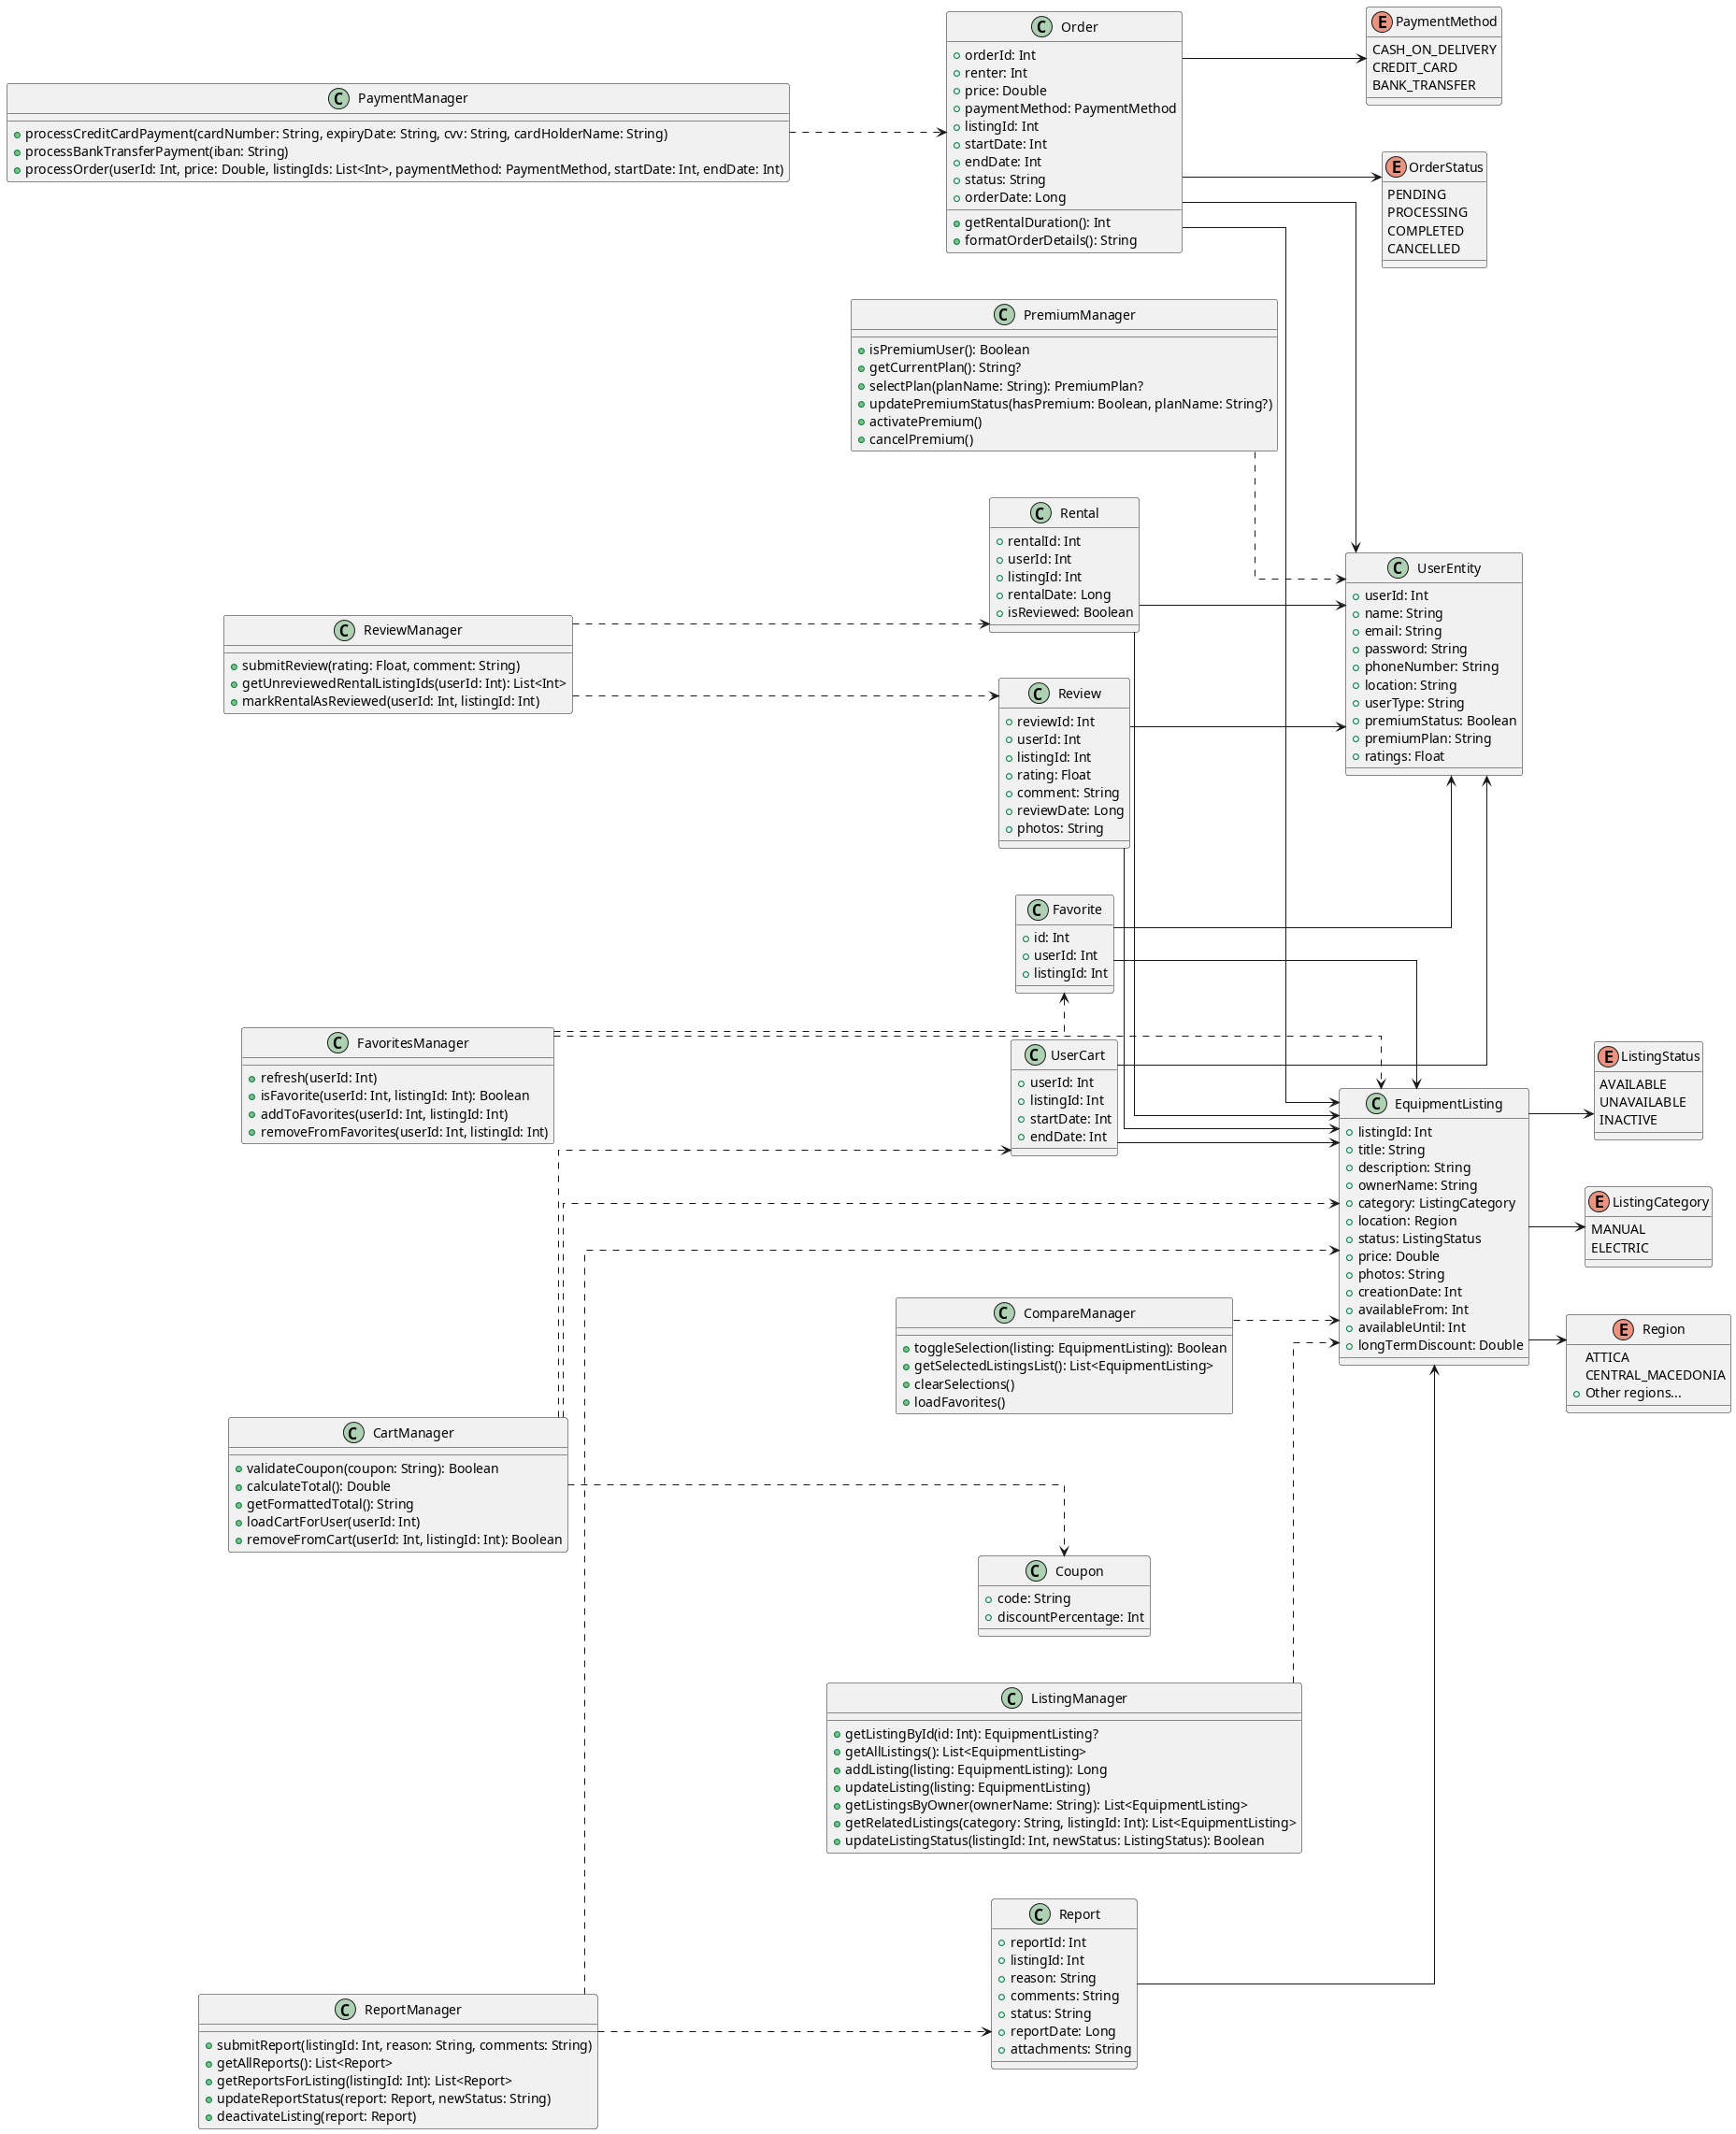 PaymentManager
processCreditCardPayment(cardNumber: String, expiryDate: String, cvv: String, cardHolderName: String)
processBankTransferPayment(iban: String)
processOrder(userId: Int, price: Double, listingIds: List<Int>, paymentMethod: PaymentMethod, startDate: Int, endDate: Int)
Order
orderId: Int
renter: Int
price: Double
paymentMethod: PaymentMethod
listingId: Int
startDate: Int
endDate: Int
status: String
orderDate: Long
getRentalDuration(): Int
formatOrderDetails(): String
PaymentMethod
CASH_ON_DELIVERY
CREDIT_CARD
BANK_TRANSFER
OrderStatus
PENDING
PROCESSING
COMPLETED
CANCELLED
PremiumManager
isPremiumUser(): Boolean
getCurrentPlan(): String?
selectPlan(planName: String): PremiumPlan?
updatePremiumStatus(hasPremium: Boolean, planName: String?)
activatePremium()
cancelPremium()
Rental
rentalId: Int
userId: Int
listingId: Int
rentalDate: Long
isReviewed: Boolean
UserEntity
userId: Int
name: String
email: String
password: String
phoneNumber: String
location: String
userType: String
premiumStatus: Boolean
premiumPlan: String
ratings: Float
ReviewManager
submitReview(rating: Float, comment: String)
getUnreviewedRentalListingIds(userId: Int): List<Int>
markRentalAsReviewed(userId: Int, listingId: Int)
Review
reviewId: Int
userId: Int
listingId: Int
rating: Float
comment: String
reviewDate: Long
photos: String
Favorite
id: Int
userId: Int
listingId: Int
FavoritesManager
refresh(userId: Int)
isFavorite(userId: Int, listingId: Int): Boolean
addToFavorites(userId: Int, listingId: Int)
removeFromFavorites(userId: Int, listingId: Int)
UserCart
userId: Int
listingId: Int
startDate: Int
endDate: Int
EquipmentListing
listingId: Int
title: String
description: String
ownerName: String
category: ListingCategory
location: Region
status: ListingStatus
price: Double
photos: String
creationDate: Int
availableFrom: Int
availableUntil: Int
longTermDiscount: Double
ListingStatus
AVAILABLE
UNAVAILABLE
INACTIVE
ListingCategory
MANUAL
ELECTRIC
Region
ATTICA
CENTRAL_MACEDONIA
Other regions...
CompareManager
toggleSelection(listing: EquipmentListing): Boolean
getSelectedListingsList(): List<EquipmentListing>
clearSelections()
loadFavorites()
CartManager
validateCoupon(coupon: String): Boolean
calculateTotal(): Double
getFormattedTotal(): String
loadCartForUser(userId: Int)
removeFromCart(userId: Int, listingId: Int): Boolean
Coupon
code: String
discountPercentage: Int
ListingManager
getListingById(id: Int): EquipmentListing?
getAllListings(): List<EquipmentListing>
addListing(listing: EquipmentListing): Long
updateListing(listing: EquipmentListing)
getListingsByOwner(ownerName: String): List<EquipmentListing>
getRelatedListings(category: String, listingId: Int): List<EquipmentListing>
updateListingStatus(listingId: Int, newStatus: ListingStatus): Boolean
Report
reportId: Int
listingId: Int
reason: String
comments: String
status: String
reportDate: Long
attachments: String
ReportManager
submitReport(listingId: Int, reason: String, comments: String)
getAllReports(): List<Report>
getReportsForListing(listingId: Int): List<Report>
updateReportStatus(report: Report, newStatus: String)
deactivateListing(report: Report)